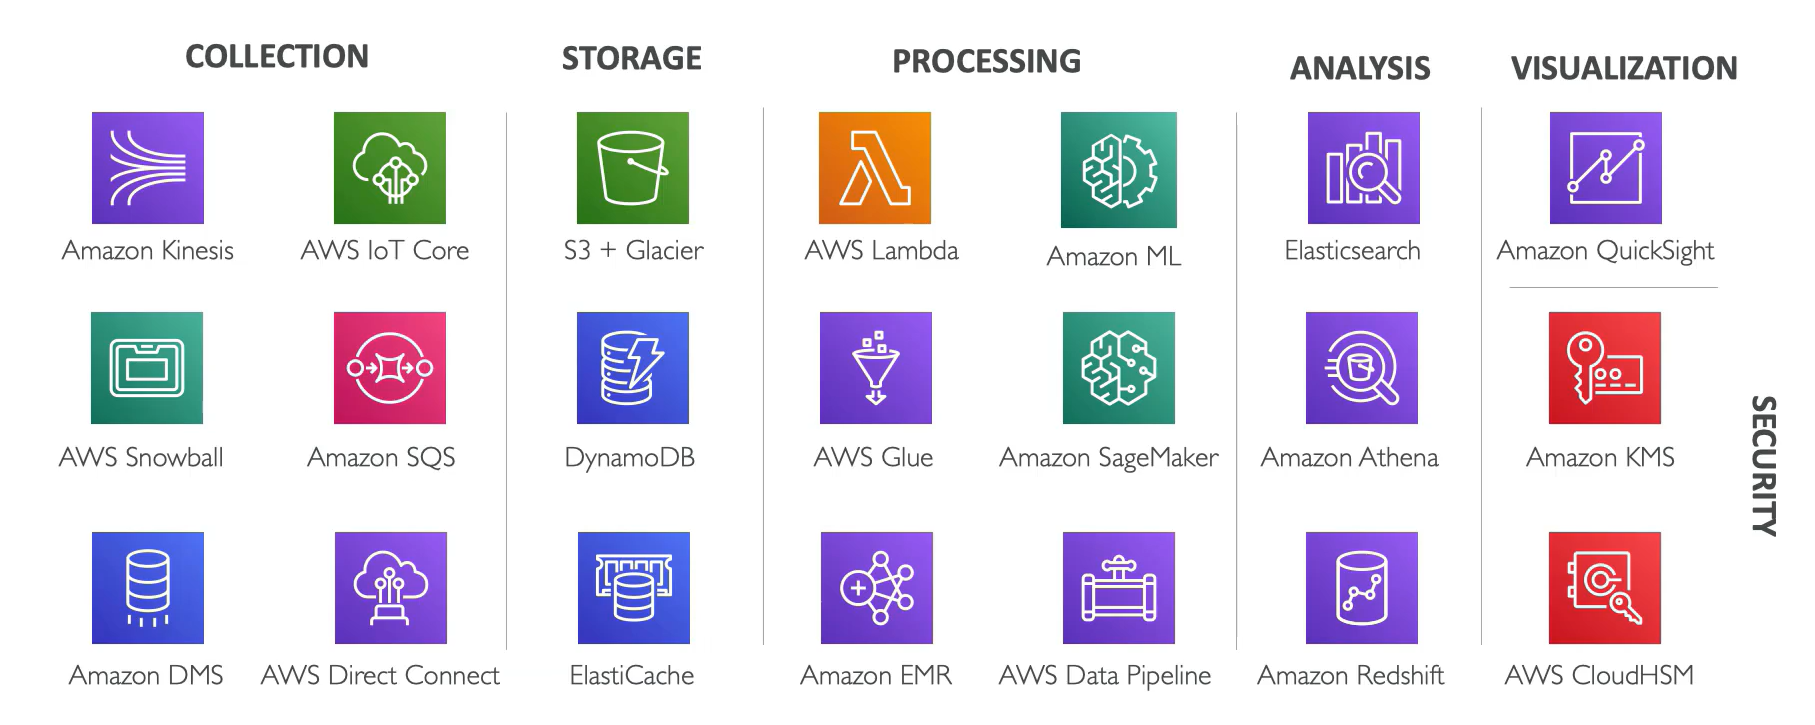 COLLECTION
STORAGE
PROCESSING
ANALYSIS
VISUALIZATION
Amazon Kinesis
AWS IoT Core
S3 + Glacier
AWS Lambda
Amazon ML
Elasticsearch
Amazon QuickSight
AWS Snowball
Amazon SQS
DynamoDB
AWS Glue
Amazon SageMaker
Amazon Athena
Amazon KMS
SECURITY
Amazon DMS
AWS Direct Connect
ElastiCache
Amazon EMR
AWS Data Pipeline
Amazon Redshift
AWS CloudHSM